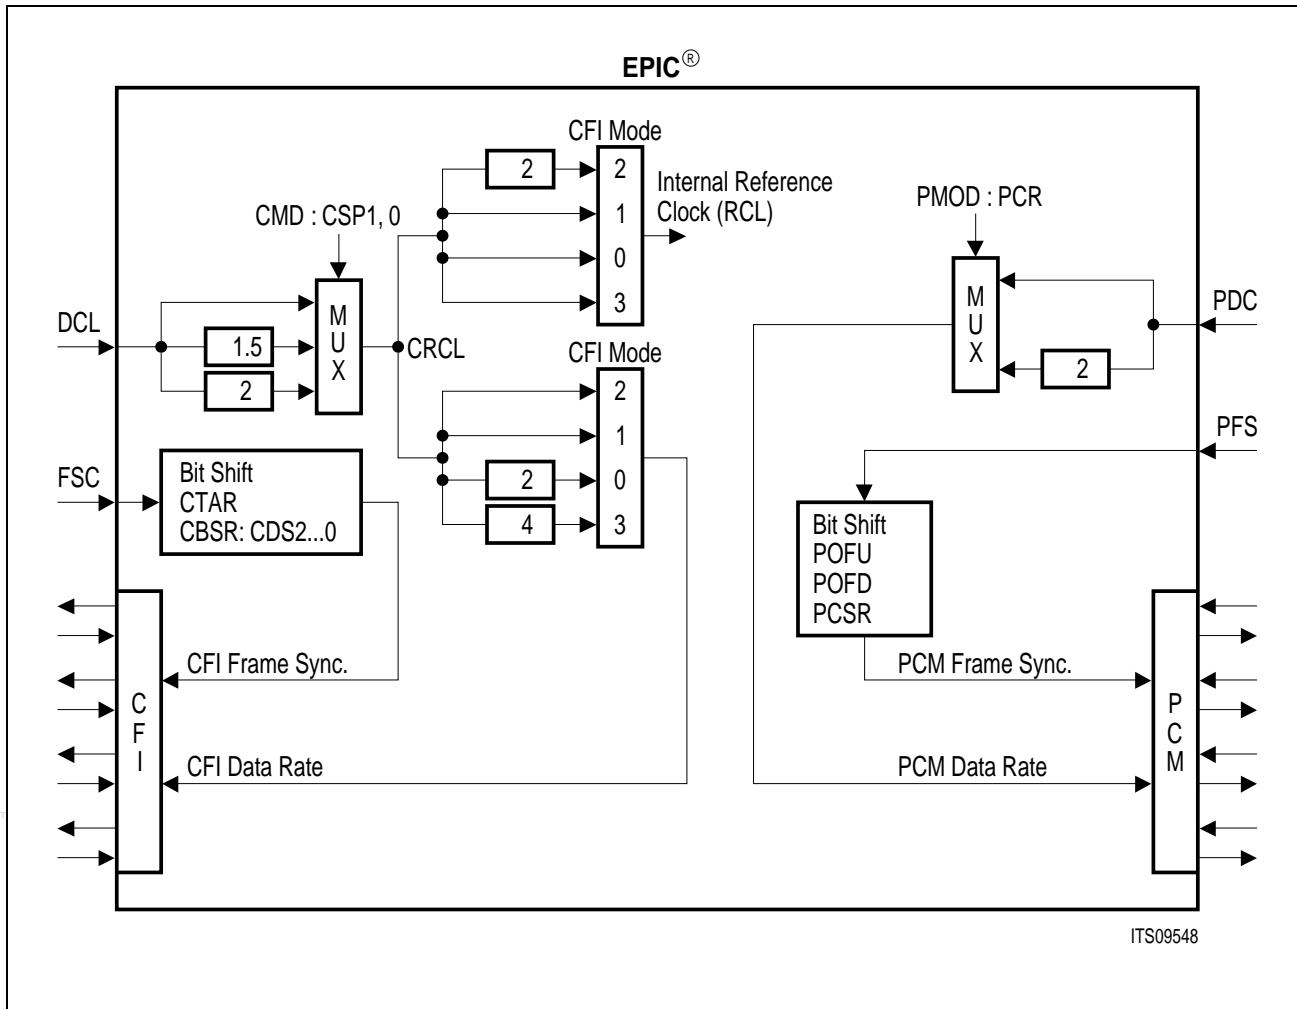 EPIC®
CFI Mode
2
2
1
0
3
Internal Reference
Clock (RCL)
CMD : CSP1, 0
PMOD : PCR
DCL
1.5
2
M
U
X
CRCL
CFI Mode
2
1
2
0
4
3
M
U
X
2
PDC
PFS
FSC
Bit Shift
CTAR
CBSR: CDS2...0
Bit Shift
POFU
POFD
PCSR
CFI Frame Sync.
PCM Frame Sync.
C
F
I
P
C
M
CFI Data Rate
PCM Data Rate
ITS09548